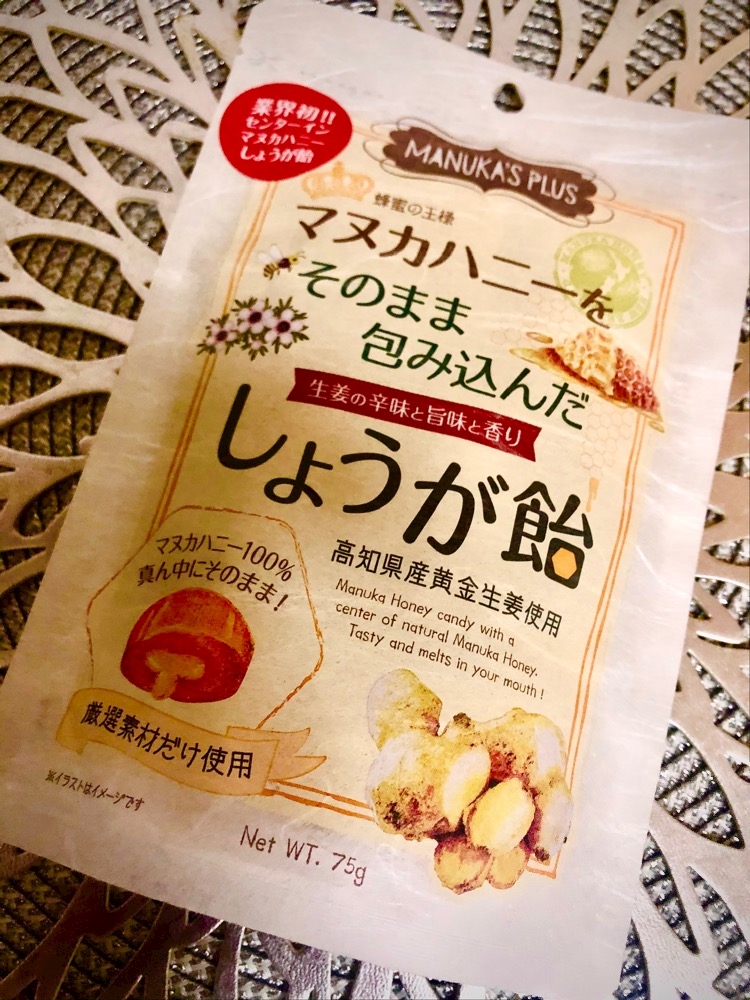 業界初!!
センターイン
マヌカハニー
しょうが飴
MANUKA'S PLUS
蜂蜜の王様
マヌカハニーを
そのまま
包み込んだ
生姜の辛味と旨味と香り
しょうが飴
高知県産黄金生姜使用
Manuka Honey candy with a
center of natural Manuka Honey.
Tasty and melts in your mouth!
マヌカハニー100%
真ん中にそのまま!
厳選素材だけ使用
※イラストはイメージです
Net WT. 75g